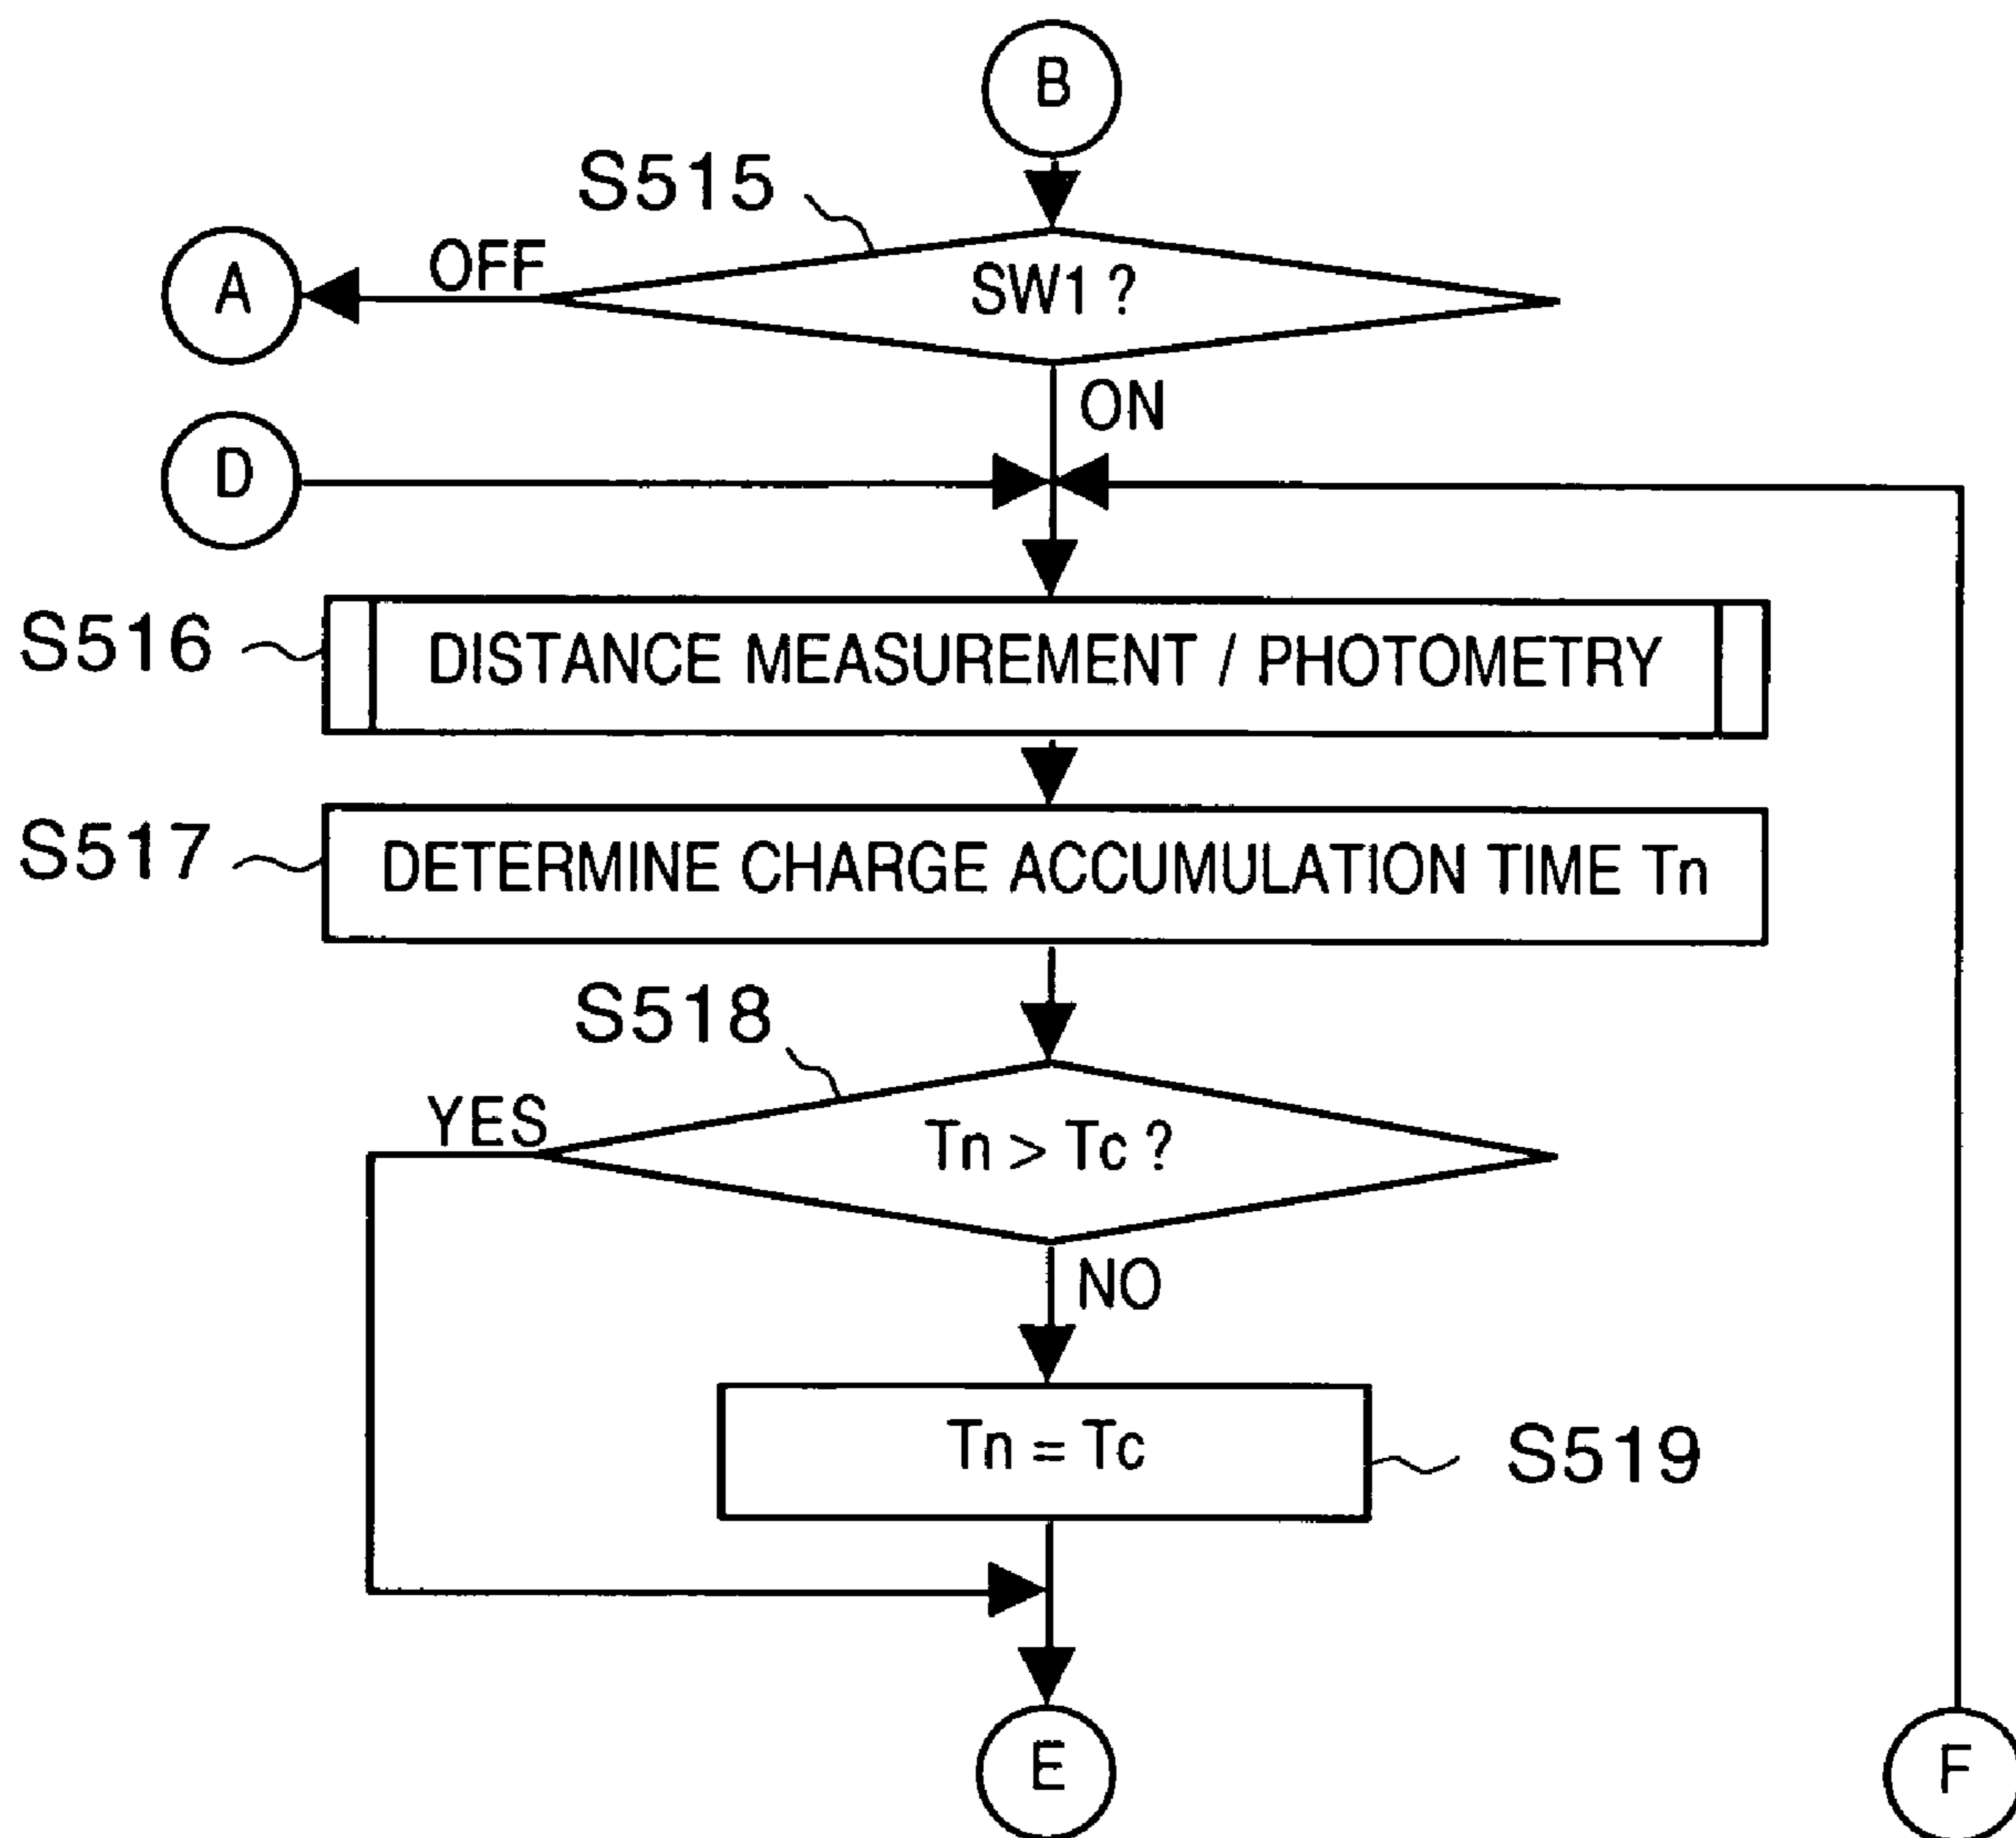 B
S515
OFF
SW1 ?
A
ON
D
S516
DISTANCE MEASUREMENT / PHOTOMETRY
S517
DETERMINE CHARGE ACCUMULATION TIME Tn
S518
YES
Tn > Tc ?
NO
Tn = Tc
S519
E
F